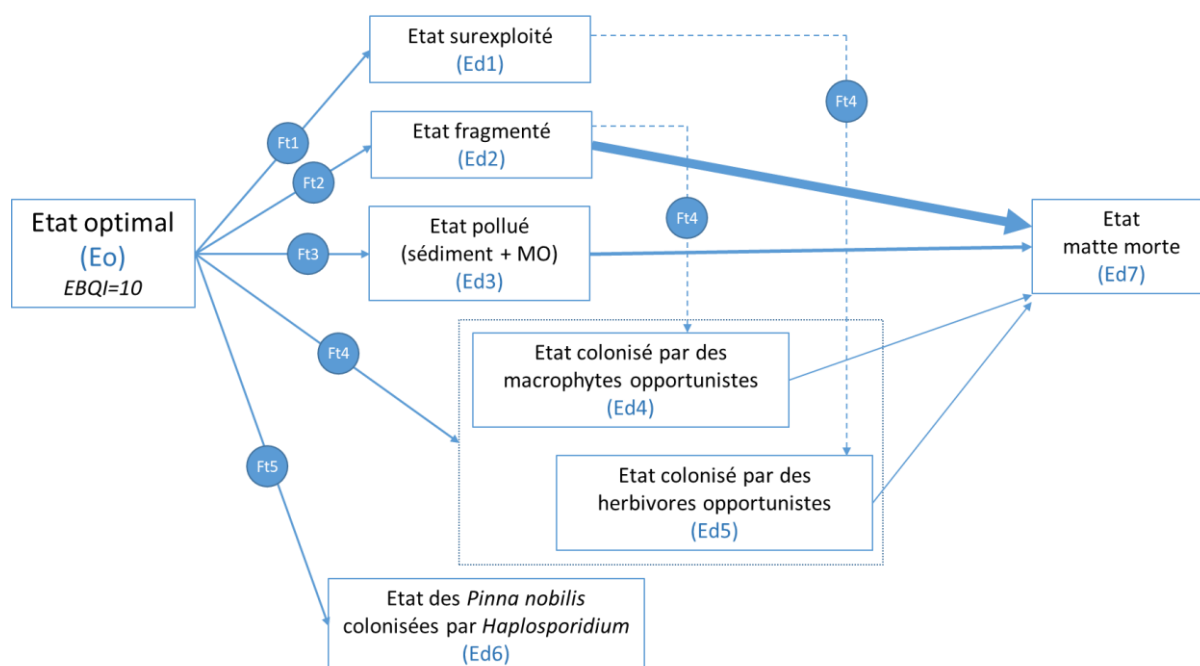 Etat surexploité
(Ed1)
Ft4
Ft1
Etat fragmenté
(Ed2)
Ft2
Ft4
Etat optimal
(Eo)
EBQI=10
Ft3
Etat pollué
(sédiment + MO)
(Ed3)
Etat
matte morte
(Ed7)
Ft4
Etat colonisé par des
macrophytes opportunistes
(Ed4)
Ft5
Etat colonisé par des
herbivores opportunistes
(Ed5)
Etat des Pinna nobilis
colonisées par Haplosporidium
(Ed6)